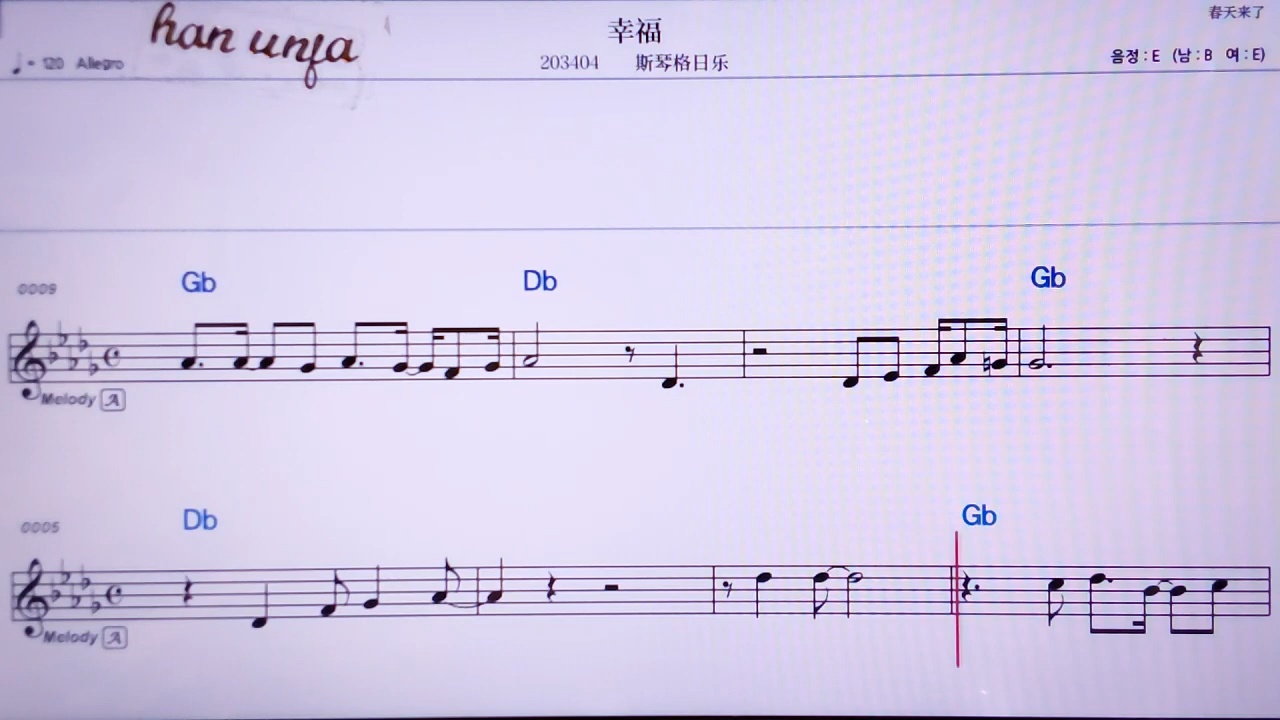 han unja
幸福
春天来了
♩= 120 Allegro
203404 斯琴格日乐
음정:E (남:B 여:E)
0009
Gb Db Gb
Melody A
0005
Db Gb
Melody A